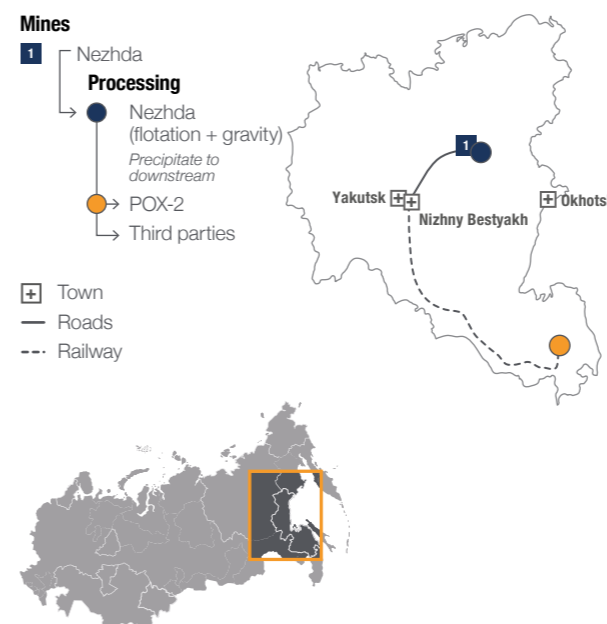 Mines
1 Nezhda
Processing
Nezhda
(flotation + gravity)
Precipitate to
downstream
POX-2
Third parties
Town
Roads
Railway
1
Yakutsk
Nizhny Bestyakh
Okhots